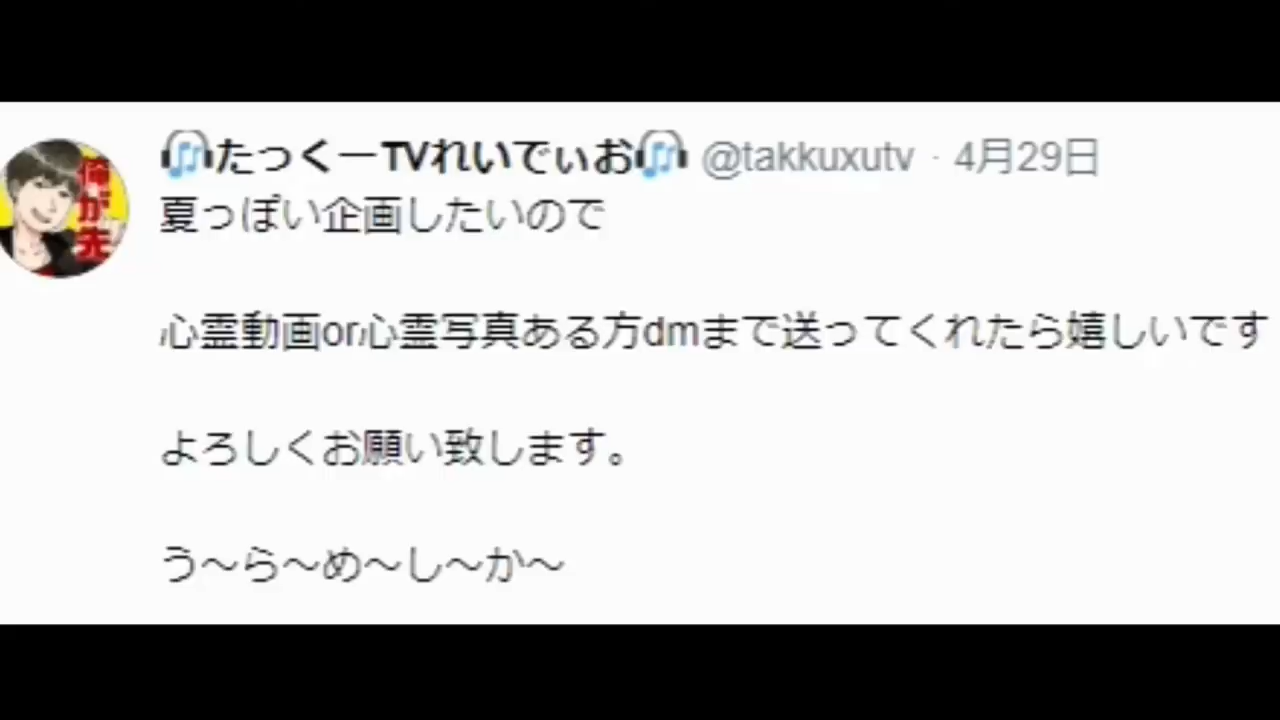 俺が先
🎧たっくーTVれいでぃお🎧 @takkuxutv · 4月29日
夏っぽい企画したいので
心霊動画or心霊写真ある方dmまで送ってくれたら嬉しいです
よろしくお願い致します。
う〜ら〜め〜し〜か〜